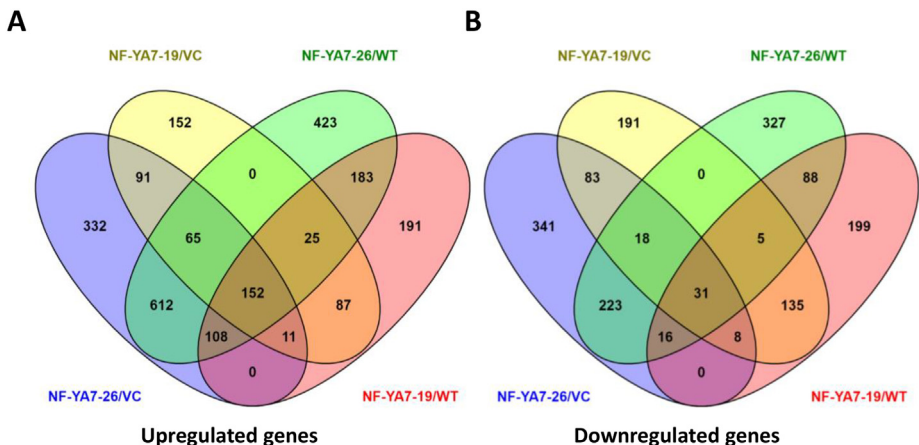 A
B
NF-YA7-19/VC
NF-YA7-26/WT
NF-YA7-19/VC
NF-YA7-26/WT
152
423
191
327
91
0
183
83
0
88
332
65
25
191
341
18
5
199
152
31
612
87
223
135
108
11
16
8
0
0
NF-YA7-26/VC
NF-YA7-19/WT
NF-YA7-26/VC
NF-YA7-19/WT
Upregulated genes
Downregulated genes